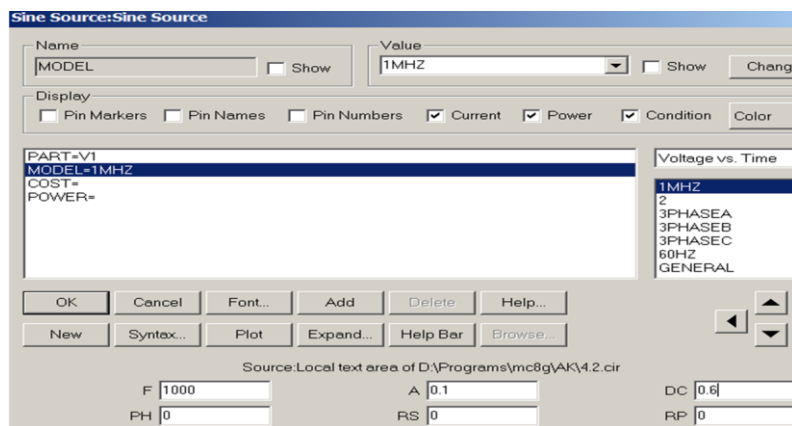 Sine Source:Sine Source
Name
MODEL
Show
Value
1MHZ
Show
Chang
Display
Pin Markers
Pin Names
Pin Numbers
Current
Power
Condition
Color
PART=V1
MODEL=1MHZ
COST=
POWER=
Voltage vs. Time
1MHZ
2
3PHASEA
3PHASEB
3PHASEC
60HZ
GENERAL
OK
Cancel
Font...
Add
Delete
Help...
New
Syntax...
Plot
Expand...
Help Bar
Browse...
Source:Local text area of D:\Programs\mc8g\AK\4.2.cir
F 1000
A 0.1
DC 0.6
PH 0
RS 0
RP 0